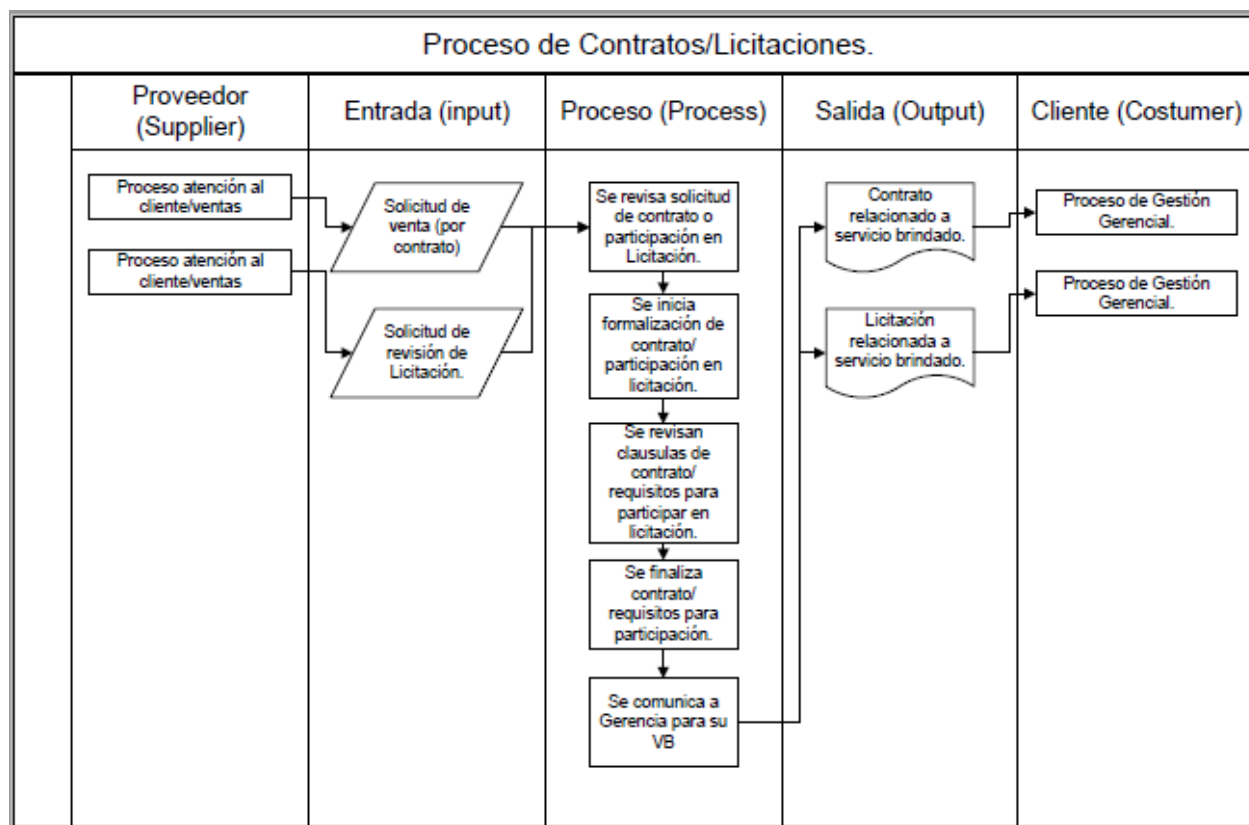 Proceso de Contratos/Licitaciones.
Proveedor
(Supplier)
Entrada (input)
Proceso (Process)
Salida (Output)
Cliente (Costumer)
Proceso atención al
cliente/ventas
Proceso atención al
cliente/ventas
Solicitud de
venta (por
contrato)
Solicitud de
revisión de
Licitación.
Se revisa solicitud
de contrato o
participación en
Licitación.
Se inicia
formalización de
contrato/
participación en
licitación.
Se revisan
clausulas de
contrato/
requisitos para
participar en
licitación.
Se finaliza
contrato/
requisitos para
participación.
Se comunica a
Gerencia para su
VB
Contrato
relacionado a
servicio brindado.
Licitación
relacionada a
servicio brindado.
Proceso de Gestión
Gerencial.
Proceso de Gestión
Gerencial.